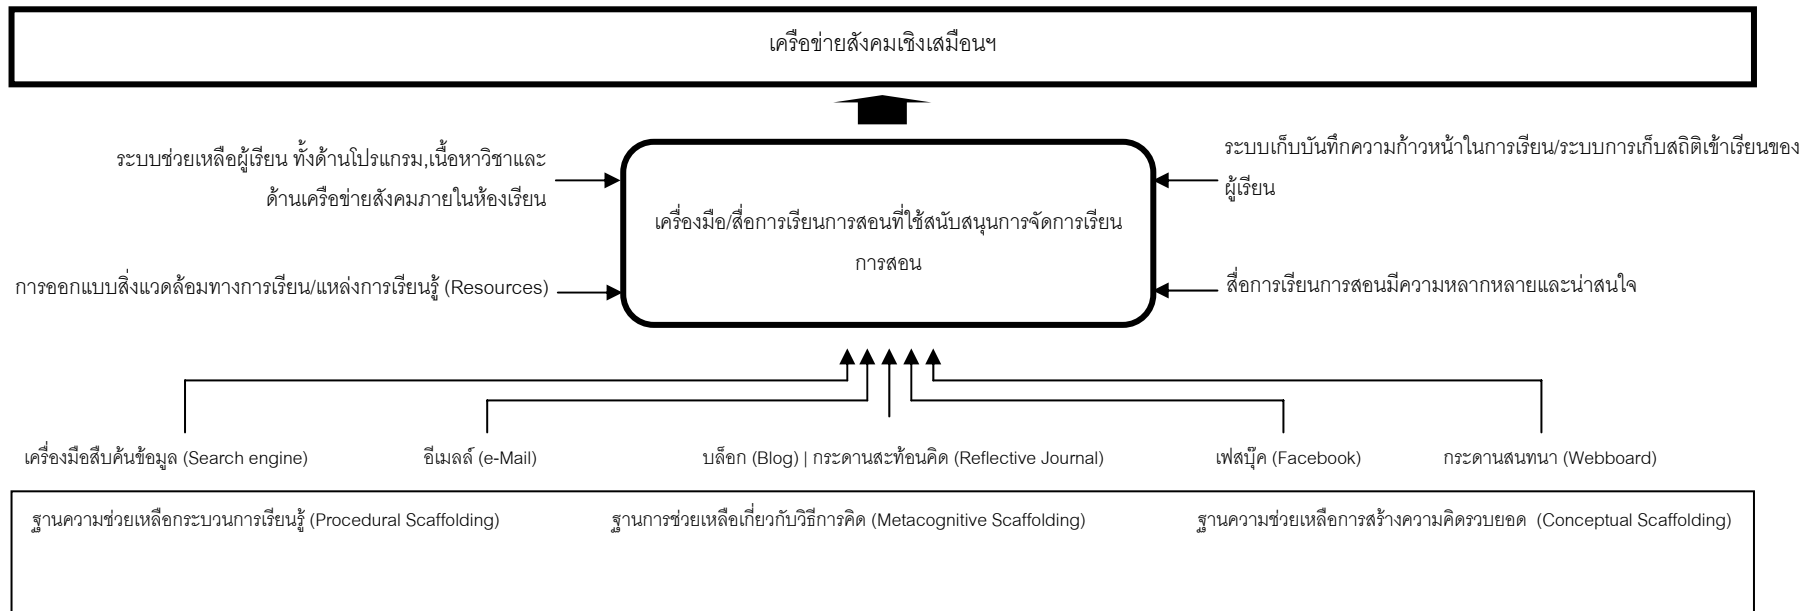 เครือข่ายสังคมเชิงเสมือนฯ
ระบบช่วยเหลือผู้เรียน ทั้งด้านโปรแกรม,เนื้อหาวิชาและ
ด้านเครือข่ายสังคมภายในห้องเรียน
ระบบเก็บบันทึกความก้าวหน้าในการเรียน/ระบบการเก็บสถิติเข้าเรียนของ
ผู้เรียน
เครื่องมือ/สื่อการเรียนการสอนที่ใช้สนับสนุนการจัดการเรียน
การสอน
การออกแบบสิ่งแวดล้อมทางการเรียน/แหล่งการเรียนรู้ (Resources)
สื่อการเรียนการสอนมีความหลากหลายและน่าสนใจ
เครื่องมือสืบค้นข้อมูล (Search engine)
อีเมลล์ (e-Mail)
บล็อก (Blog) | กระดานสะท้อนคิด (Reflective Journal)
เฟสบุ๊ค (Facebook)
กระดานสนทนา (Webboard)
ฐานความช่วยเหลือกระบวนการเรียนรู้ (Procedural Scaffolding)
ฐานการช่วยเหลือเกี่ยวกับวิธีการคิด (Metacognitive Scaffolding)
ฐานความช่วยเหลือการสร้างความคิดรวบยอด (Conceptual Scaffolding)